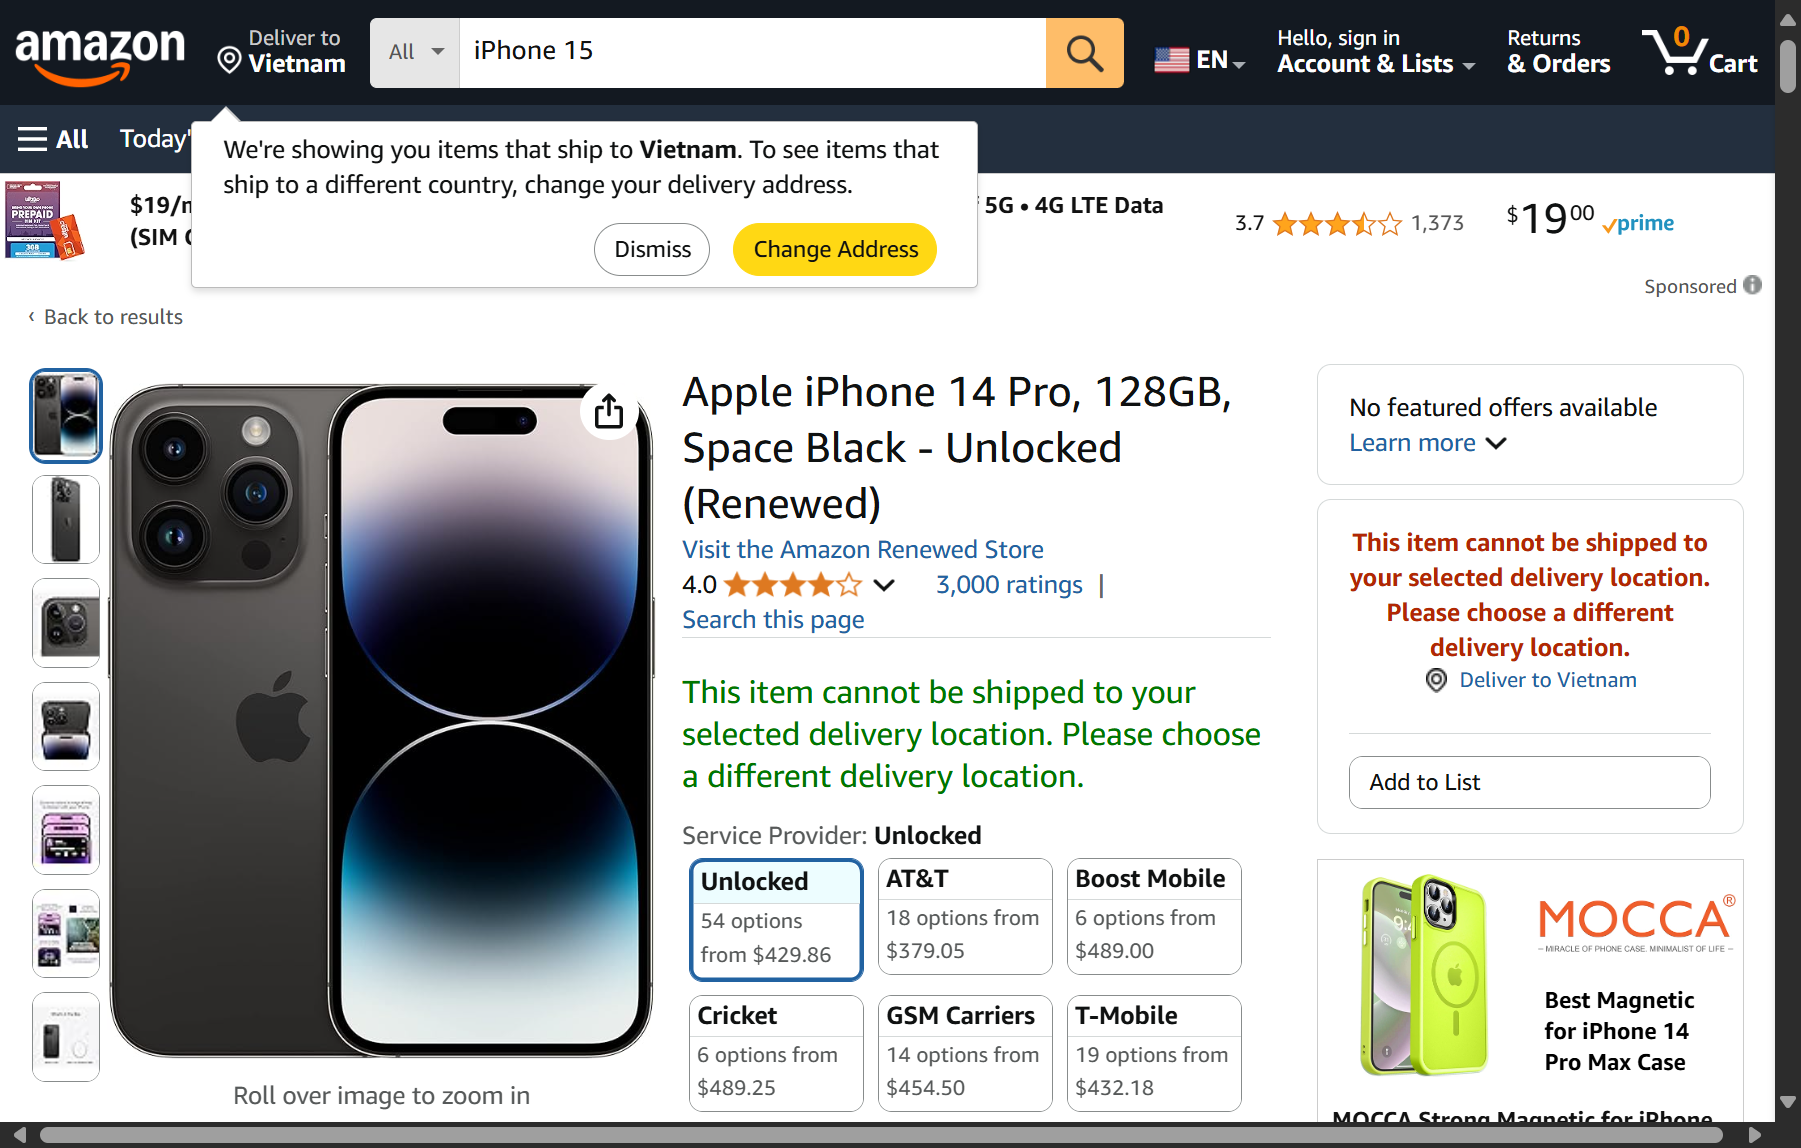 amazon
Deliver to
Vietnam
All
iPhone 15
EN
Hello, sign in
Account & Lists
Returns
& Orders
0
Cart
All
Today'
We're showing you items that ship to Vietnam. To see items that
ship to a different country, change your delivery address.
Dismiss
Change Address
PREPAID
$19/
(SIM
5G • 4G LTE Data
3.7
1,373
$19 00
prime
Sponsored
‹ Back to results
Apple iPhone 14 Pro, 128GB,
Space Black - Unlocked
(Renewed)
Visit the Amazon Renewed Store
4.0
3,000 ratings |
Search this page
This item cannot be shipped to your
selected delivery location. Please choose
a different delivery location.
Service Provider: Unlocked
Unlocked
54 options
from $429.86
AT&T
18 options from
$379.05
Boost Mobile
6 options from
$489.00
Cricket
6 options from
$489.25
GSM Carriers
14 options from
$454.50
T-Mobile
19 options from
$432.18
Roll over image to zoom in
No featured offers available
Learn more
This item cannot be shipped to
your selected delivery location.
Please choose a different
delivery location.
Deliver to Vietnam
Add to List
MOCCA®
– MIRACLE OF PHONE CASE. MINIMALIST OF LIFE –
Best Magnetic
for iPhone 14
Pro Max Case
MOCCA Strong Magnetic for iPhone